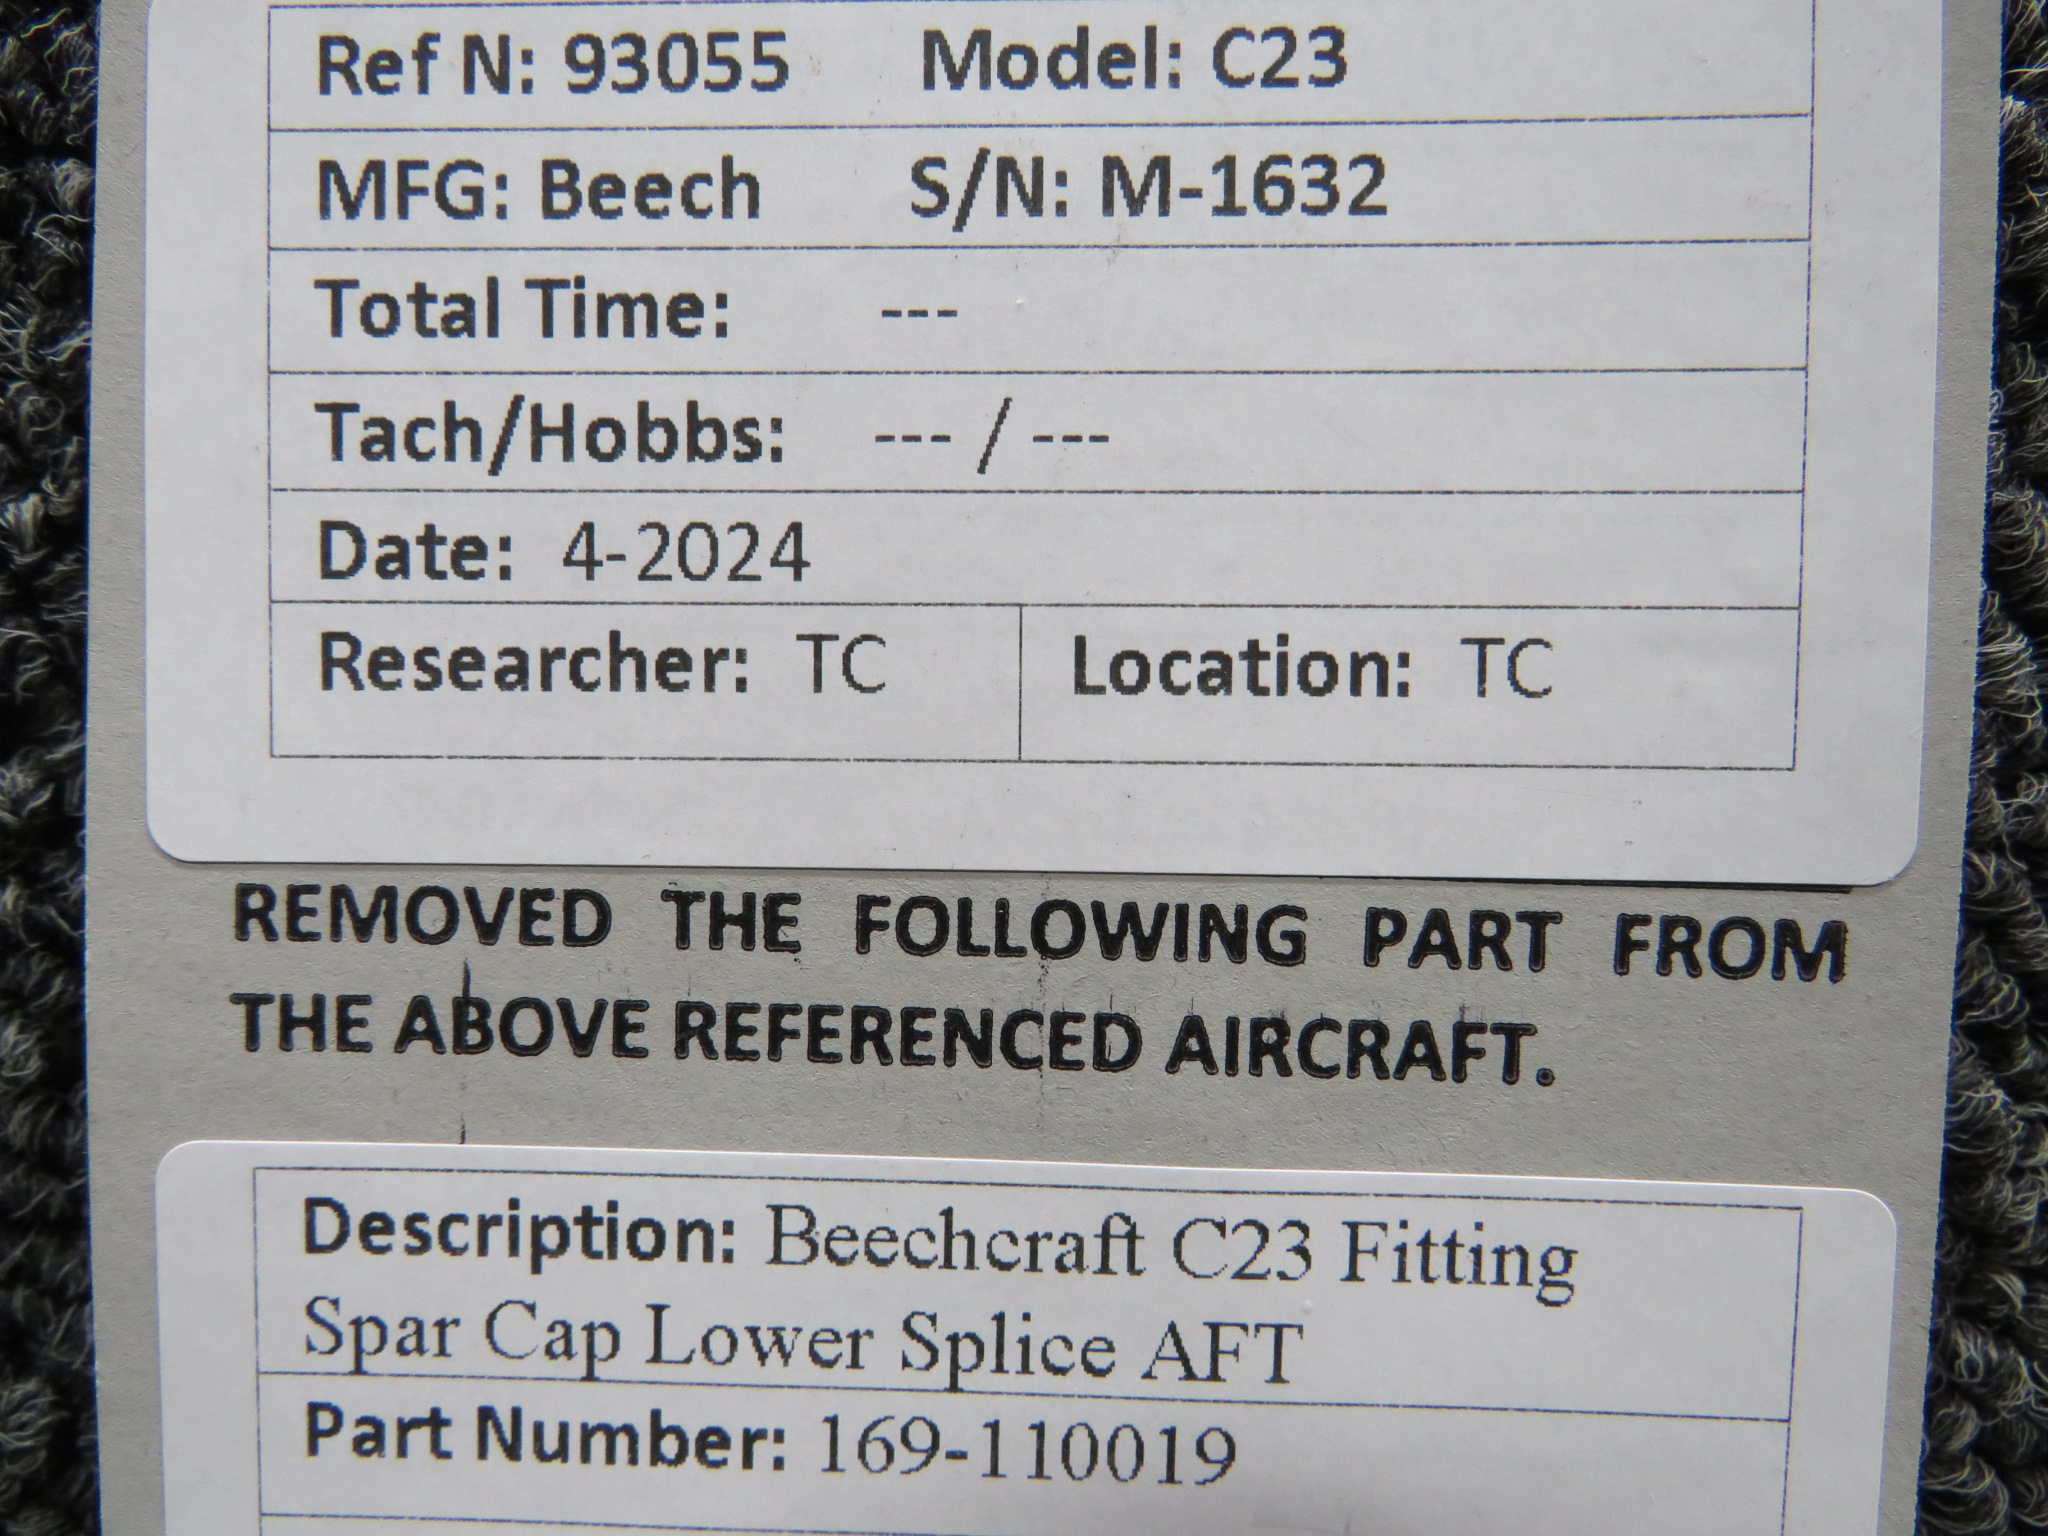 Ref N: 93055 Model: C23
MFG: Beech S/N: M-1632
Total Time: ---
Tach/Hobbs: --- / ---
Date: 4-2024
Researcher: TC Location: TC
REMOVED THE FOLLOWING PART FROM
THE ABOVE REFERENCED AIRCRAFT.
Description: Beechcraft C23 Fitting
Spar Cap Lower Splice AFT
Part Number: 169-110019